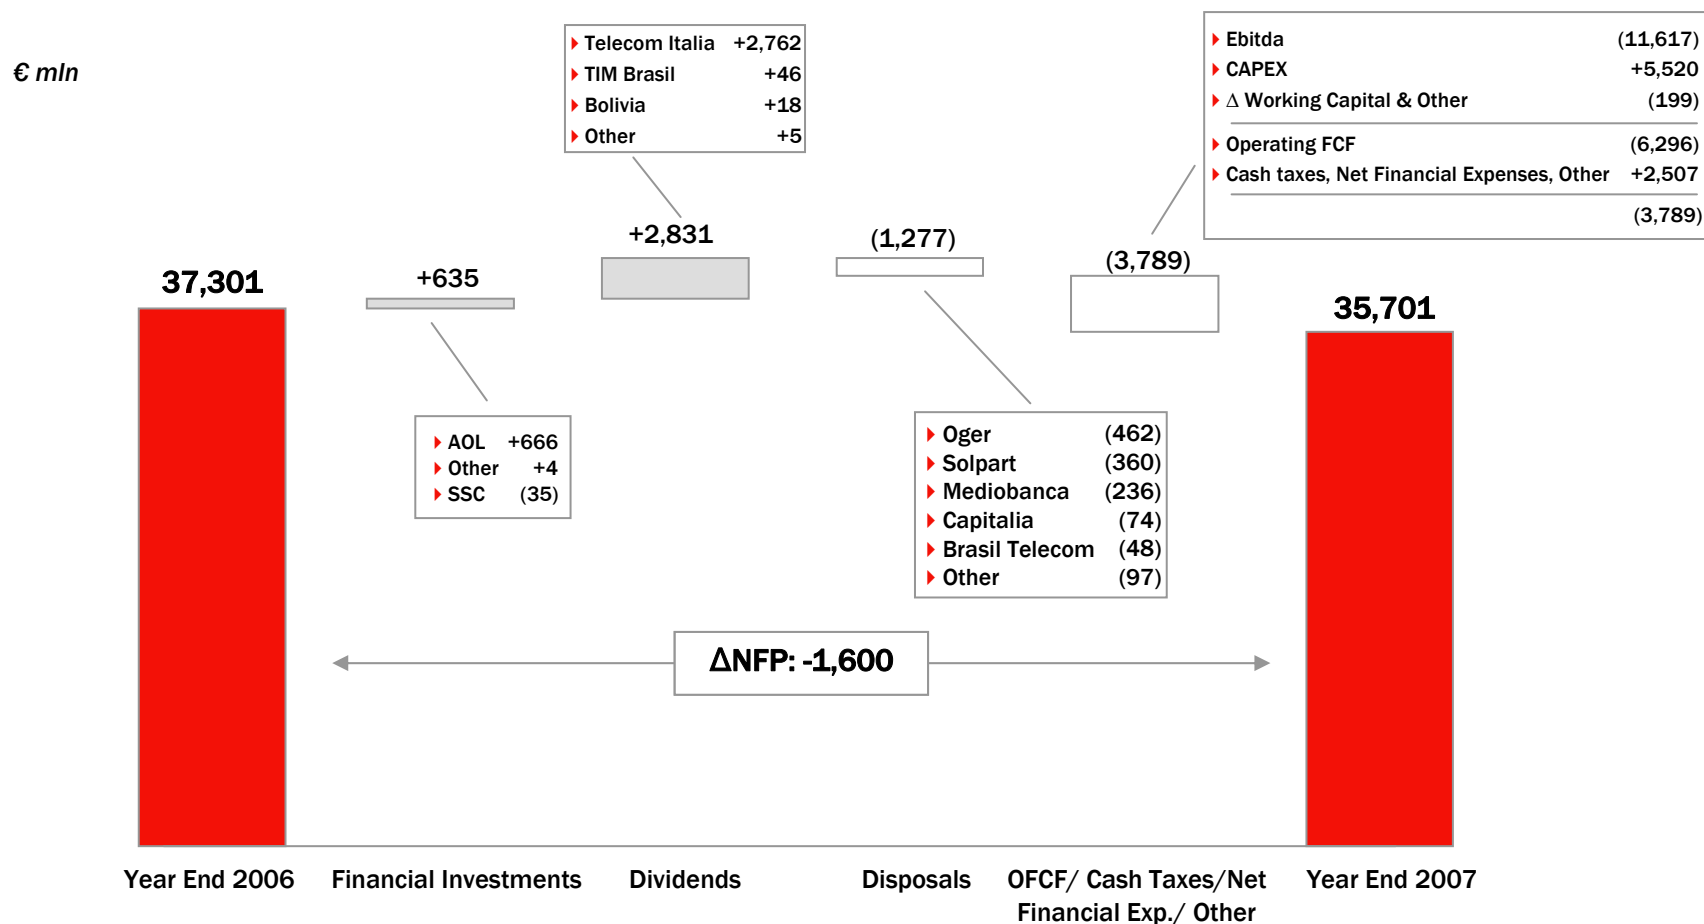 € mln
Telecom Italia +2,762
TIM Brasil +46
Bolivia +18
Other +5
Ebitda (11,617)
CAPEX +5,520
Δ Working Capital & Other (199)
Operating FCF (6,296)
Cash taxes, Net Financial Expenses, Other +2,507
(3,789)
37,301
+635
+2,831
(1,277)
(3,789)
35,701
AOL +666
Other +4
SSC (35)
Oger (462)
Solpart (360)
Mediobanca (236)
Capitalia (74)
Brasil Telecom (48)
Other (97)
ΔNFP: -1,600
Year End 2006
Financial Investments
Dividends
Disposals
OFCF/ Cash Taxes/Net
Financial Exp./ Other
Year End 2007